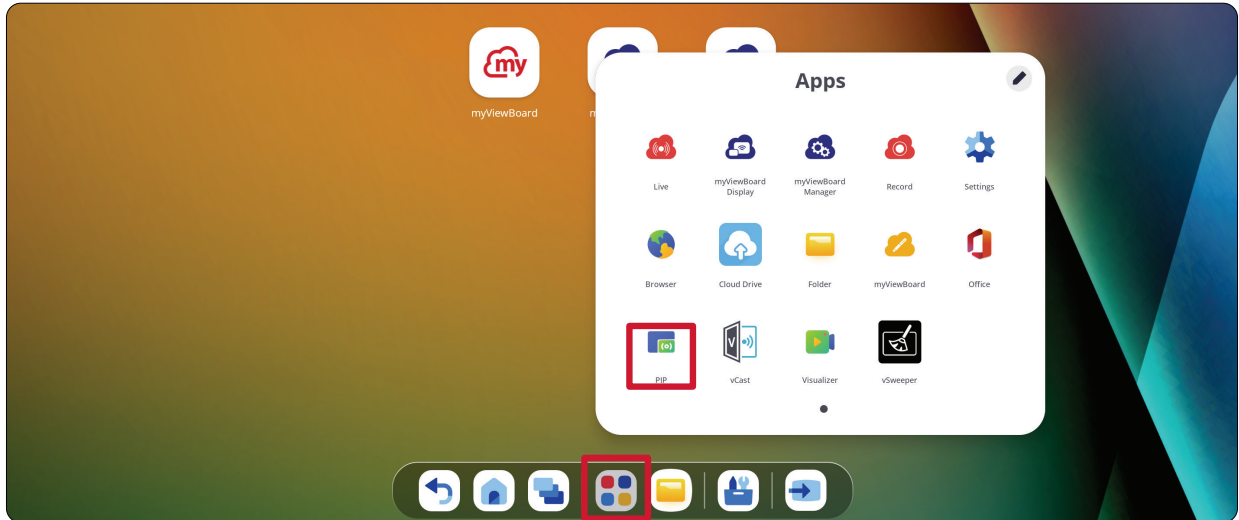 my
Apps
myViewBoard
m
Live
myViewBoard
Display
myViewBoard
Manager
Record
Settings
Browser
Cloud Drive
Folder
myViewBoard
Office
V
PIP
vCast
Visualizer
vSweeper